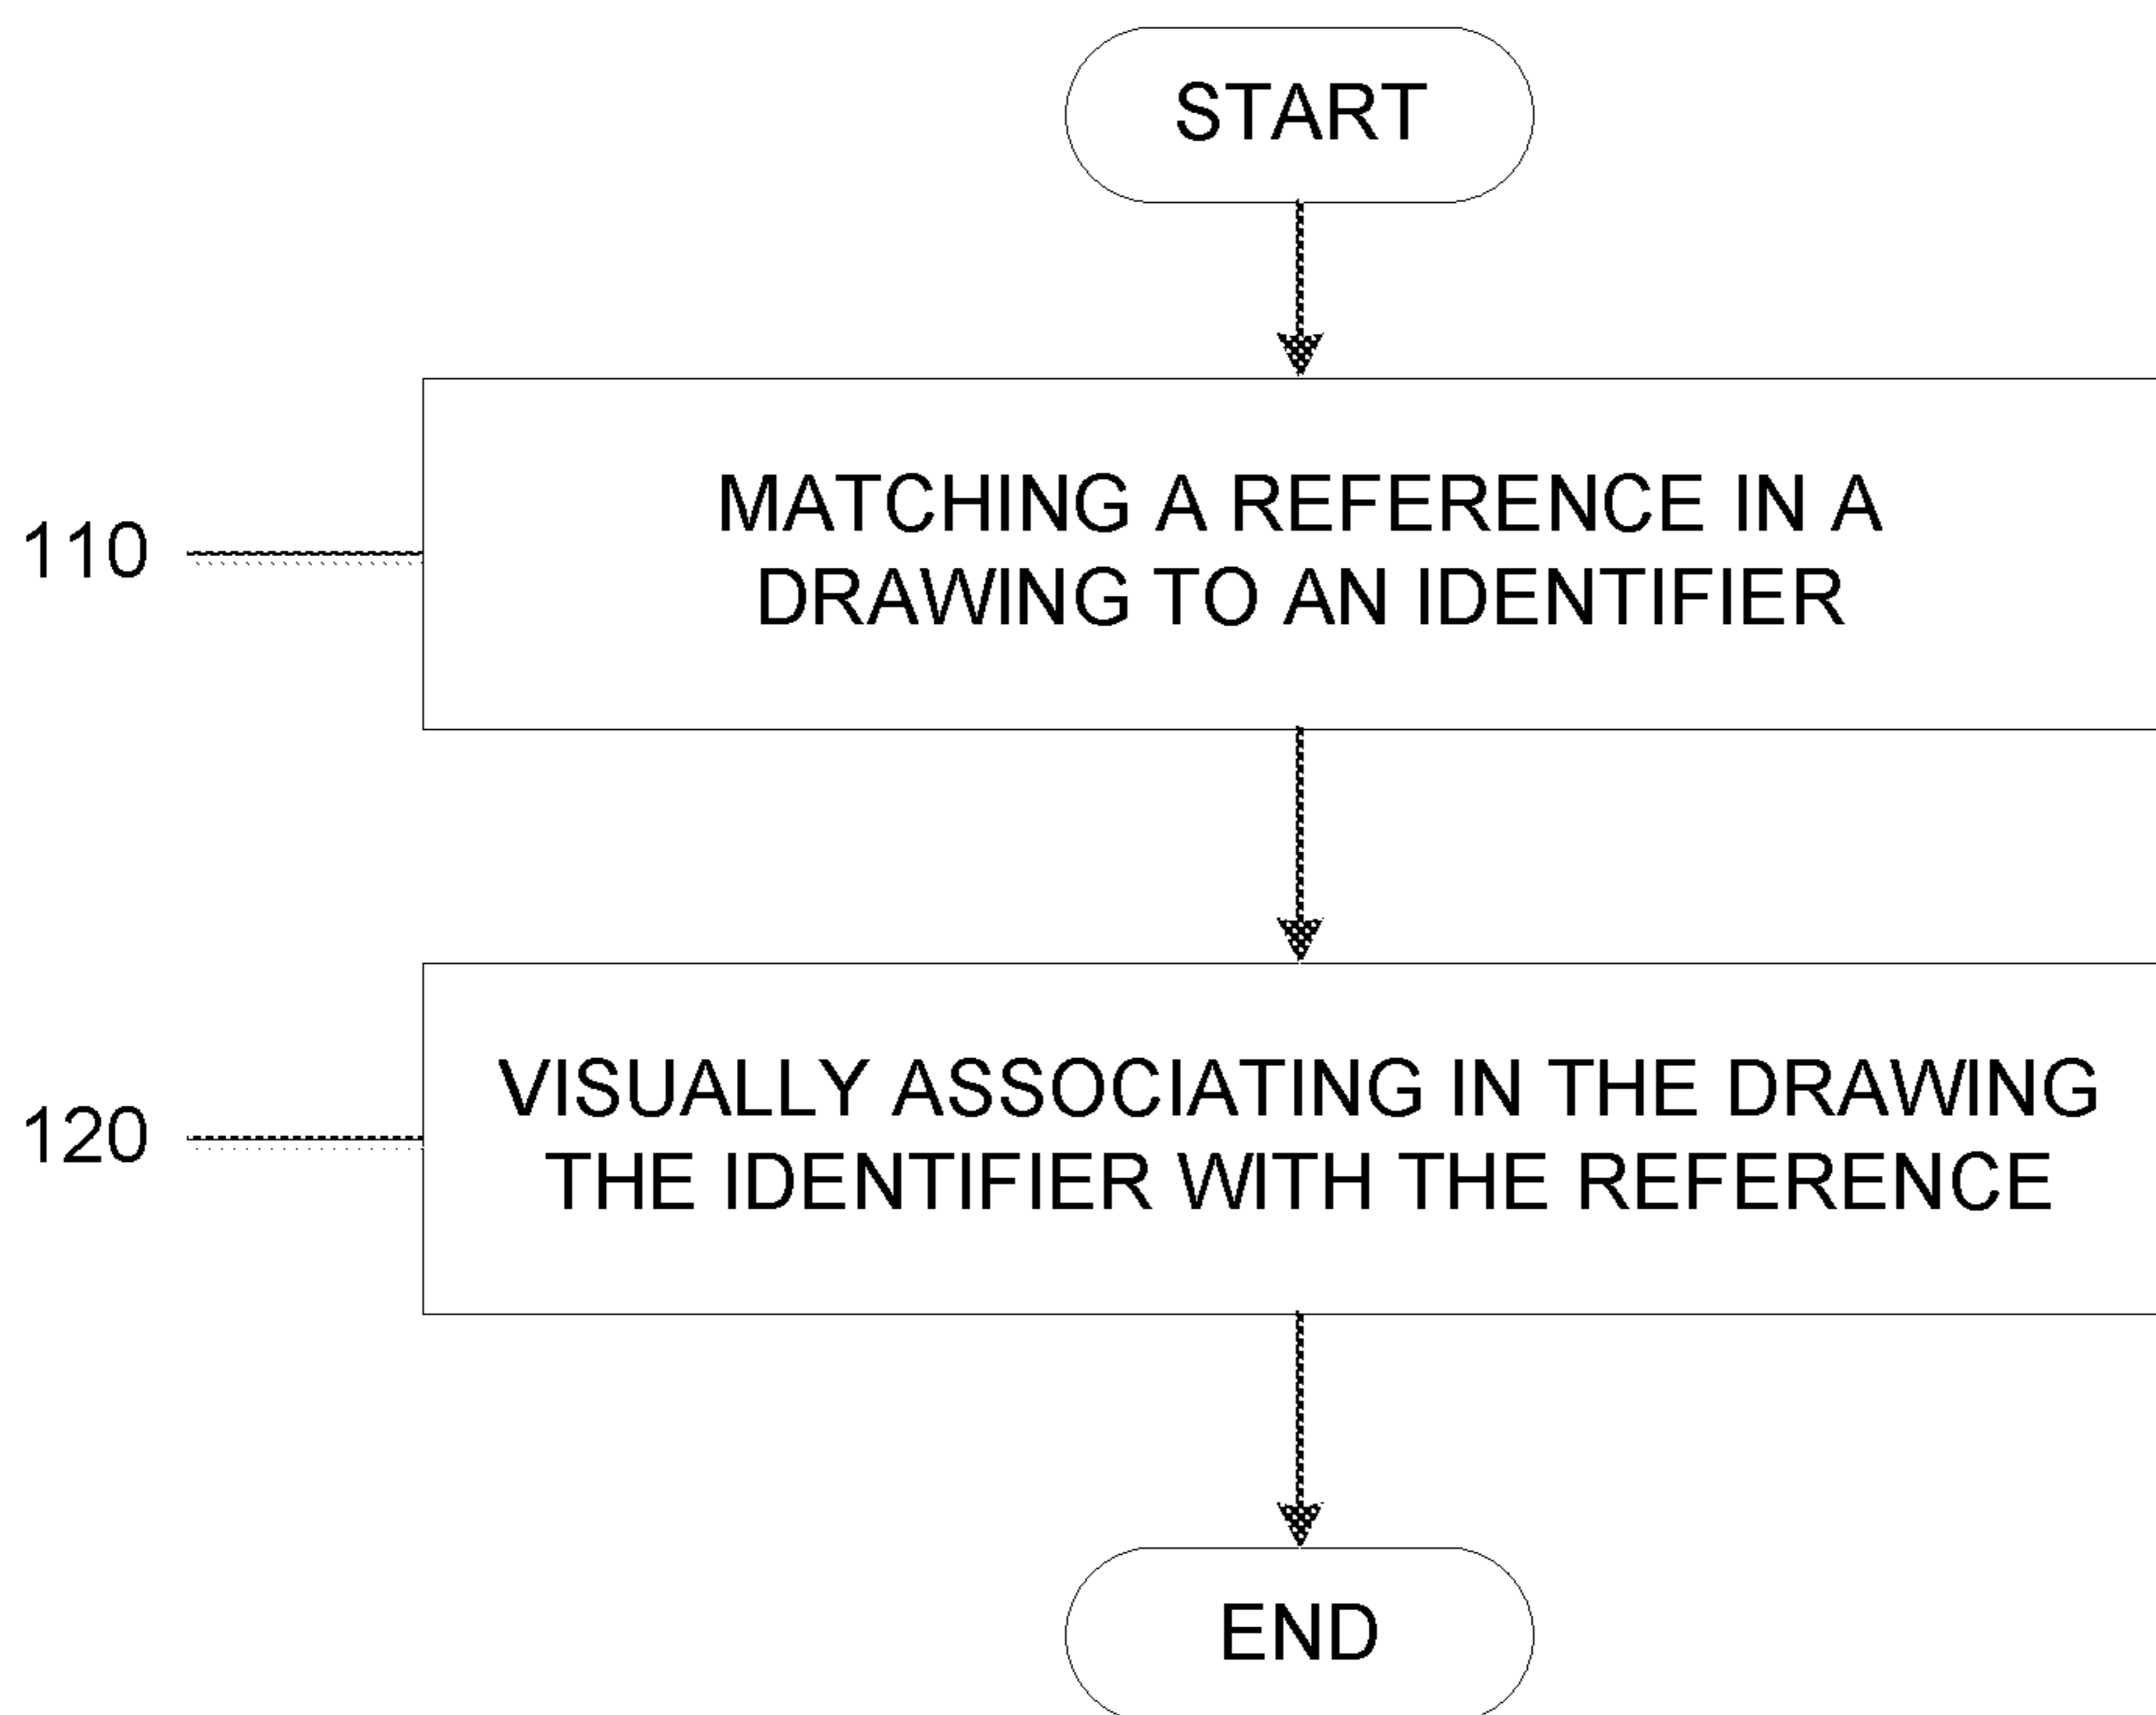 START
MATCHING A REFERENCE IN A
110
DRAWING TO AN IDENTIFIER
VISUALLY ASSOCIATING IN THE DRAWING
120
THE IDENTIFIER WITH THE REFERENCE
END